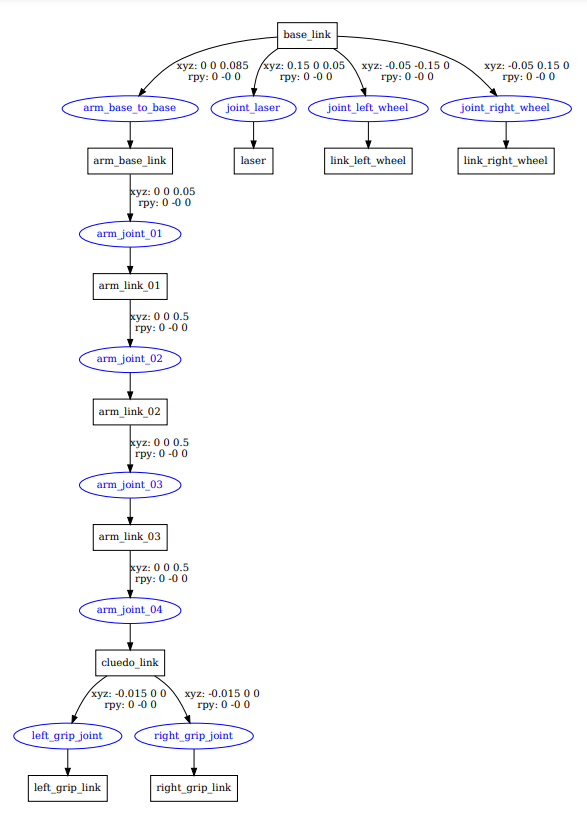 base_link
xyz: 0 0 0.085
rpy: 0 -0 0
xyz: 0.15 0 0.05
rpy: 0 -0 0
xyz: -0.05 -0.15 0
rpy: 0 -0 0
xyz: -0.05 0.15 0
rpy: 0 -0 0
arm_base_to_base
joint_laser
joint_left_wheel
joint_right_wheel
arm_base_link
laser
link_left_wheel
link_right_wheel
xyz: 0 0 0.05
rpy: 0 -0 0
arm_joint_01
arm_link_01
xyz: 0 0 0.5
rpy: 0 -0 0
arm_joint_02
arm_link_02
xyz: 0 0 0.5
rpy: 0 -0 0
arm_joint_03
arm_link_03
xyz: 0 0 0.5
rpy: 0 -0 0
arm_joint_04
cluedo_link
xyz: -0.015 0 0
rpy: 0 -0 0
xyz: -0.015 0 0
rpy: 0 -0 0
left_grip_joint
right_grip_joint
left_grip_link
right_grip_link